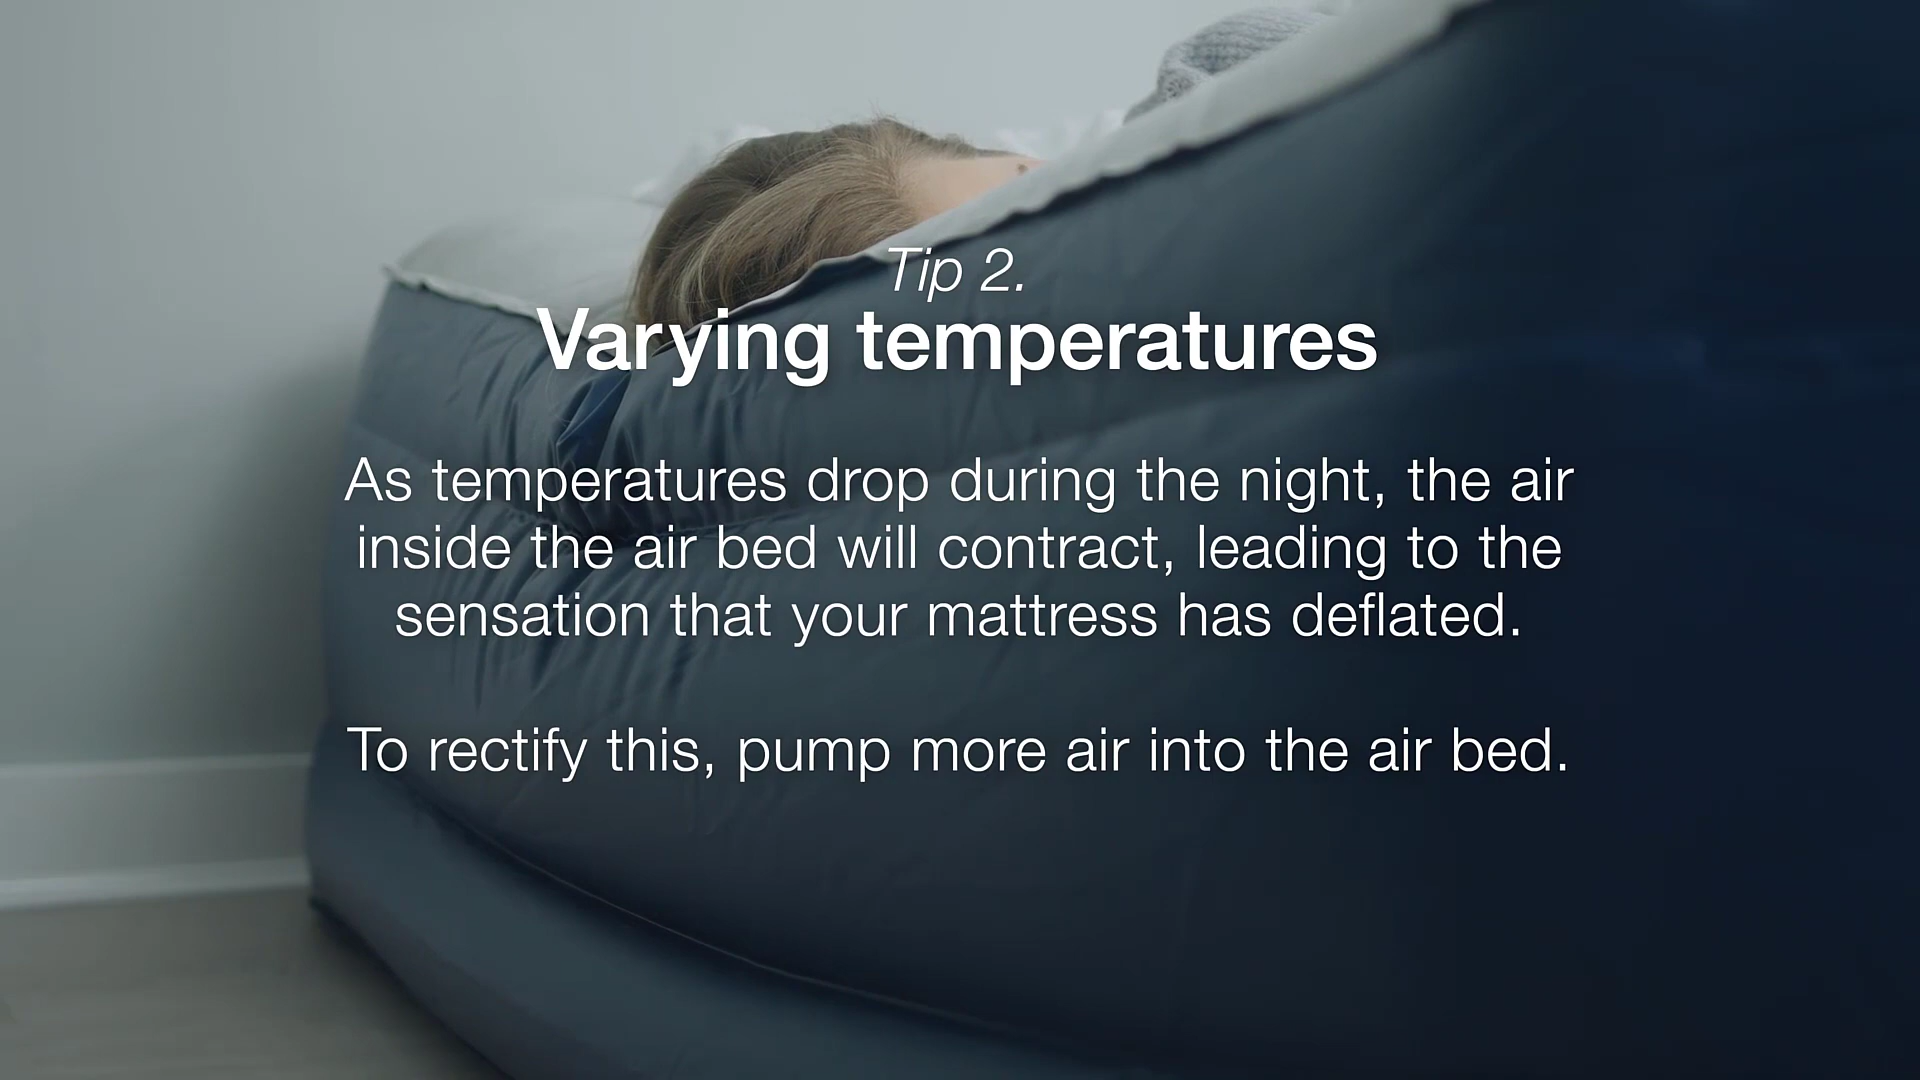 Tip 2.
Varying temperatures
As temperatures drop during the night, the air
inside the air bed will contract, leading to the
sensation that your mattress has deflated.
To rectify this, pump more air into the air bed.